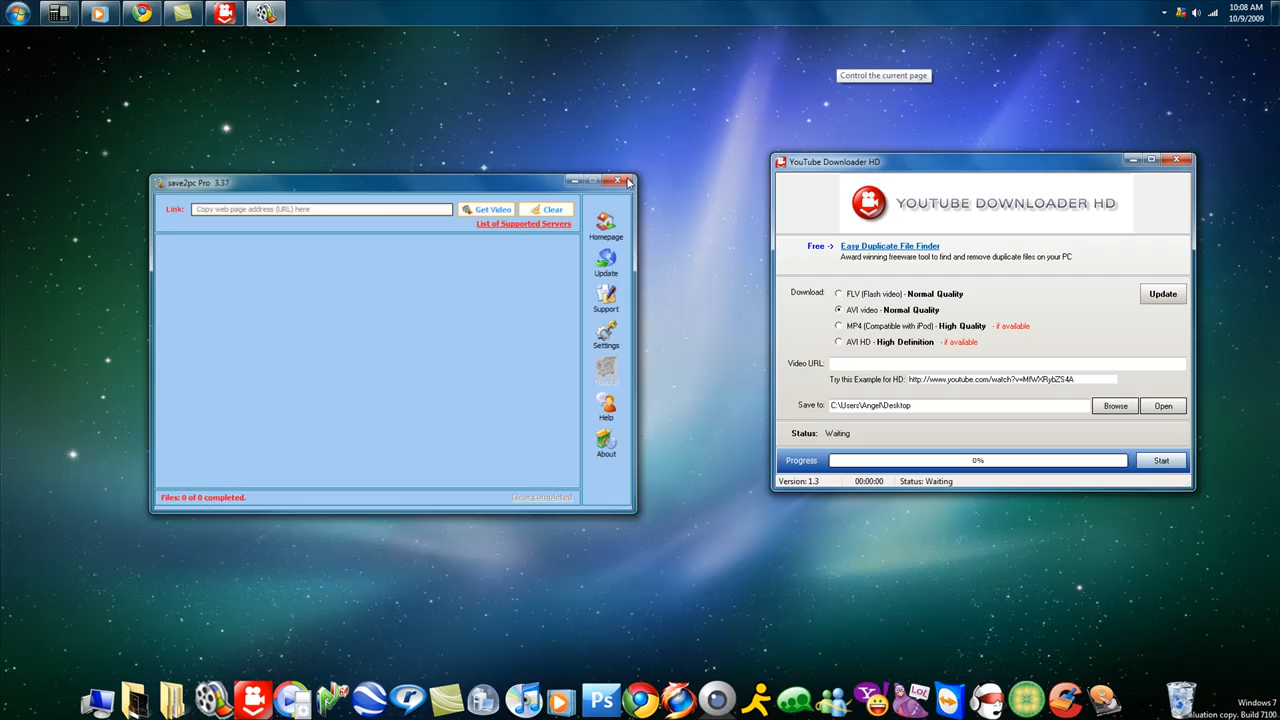 10:08 AM
10/9/2009
Control the current page
save2pc Pro 3.37
Link: Copy web page address (URL) here Get Video Clear
List of Supported Servers
Homepage
Update
Support
Settings
Help
About
Files: 0 of 0 completed. Clear completed
YouTube Downloader HD
YOUTUBE DOWNLOADER HD
Free -> Easy Duplicate File Finder
Award winning freeware tool to find and remove duplicate files on your PC
Download: FLV (Flash video) - Normal Quality Update
AVI video - Normal Quality
MP4 (Compatible with iPod) - High Quality - if available
AVI HD - High Definition - if available
Video URL:
Try this Example for HD: http://www.youtube.com/watch?v=MfWXRybZS4A
Save to: C:\Users\Angel\Desktop Browse Open
Status: Waiting
Progress 0% Start
Version: 1.3 00:00:00 Status: Waiting
Ps
LOL
Windows 7
aluation copy. Build 7100